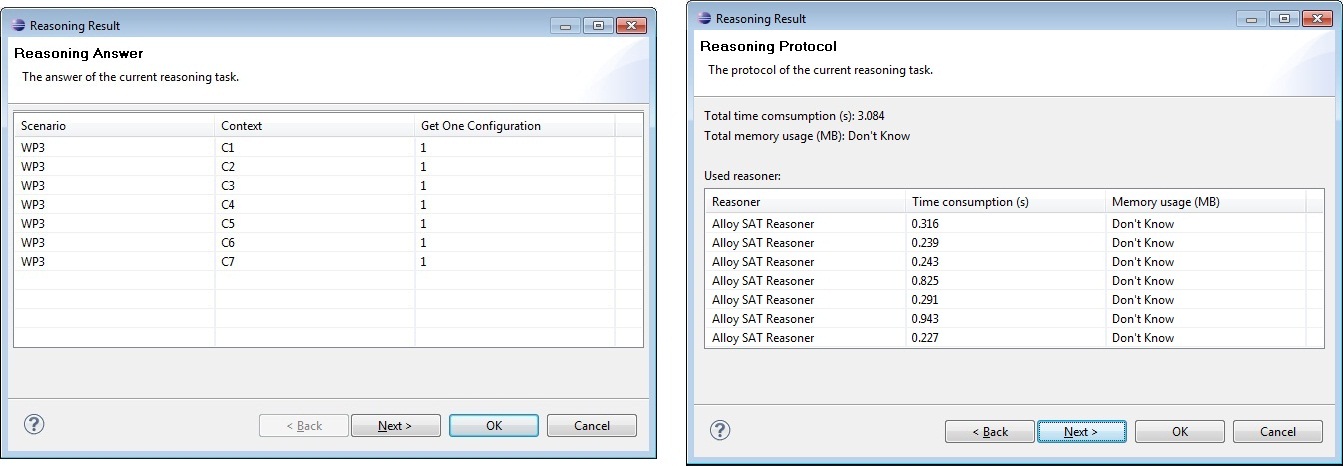 Reasoning Result
Reasoning Answer
The answer of the current reasoning task.
Scenario Context Get One Configuration
WP3 C1 1
WP3 C2 1
WP3 C3 1
WP3 C4 1
WP3 C5 1
WP3 C6 1
WP3 C7 1
? < Back Next > OK Cancel
Reasoning Result
Reasoning Protocol
The protocol of the current reasoning task.
Total time comsumption (s): 3.084
Total memory usage (MB): Don't Know
Used reasoner:
Reasoner Time consumption (s) Memory usage (MB)
Alloy SAT Reasoner 0.316 Don't Know
Alloy SAT Reasoner 0.239 Don't Know
Alloy SAT Reasoner 0.243 Don't Know
Alloy SAT Reasoner 0.825 Don't Know
Alloy SAT Reasoner 0.291 Don't Know
Alloy SAT Reasoner 0.943 Don't Know
Alloy SAT Reasoner 0.227 Don't Know
? < Back Next > OK Cancel